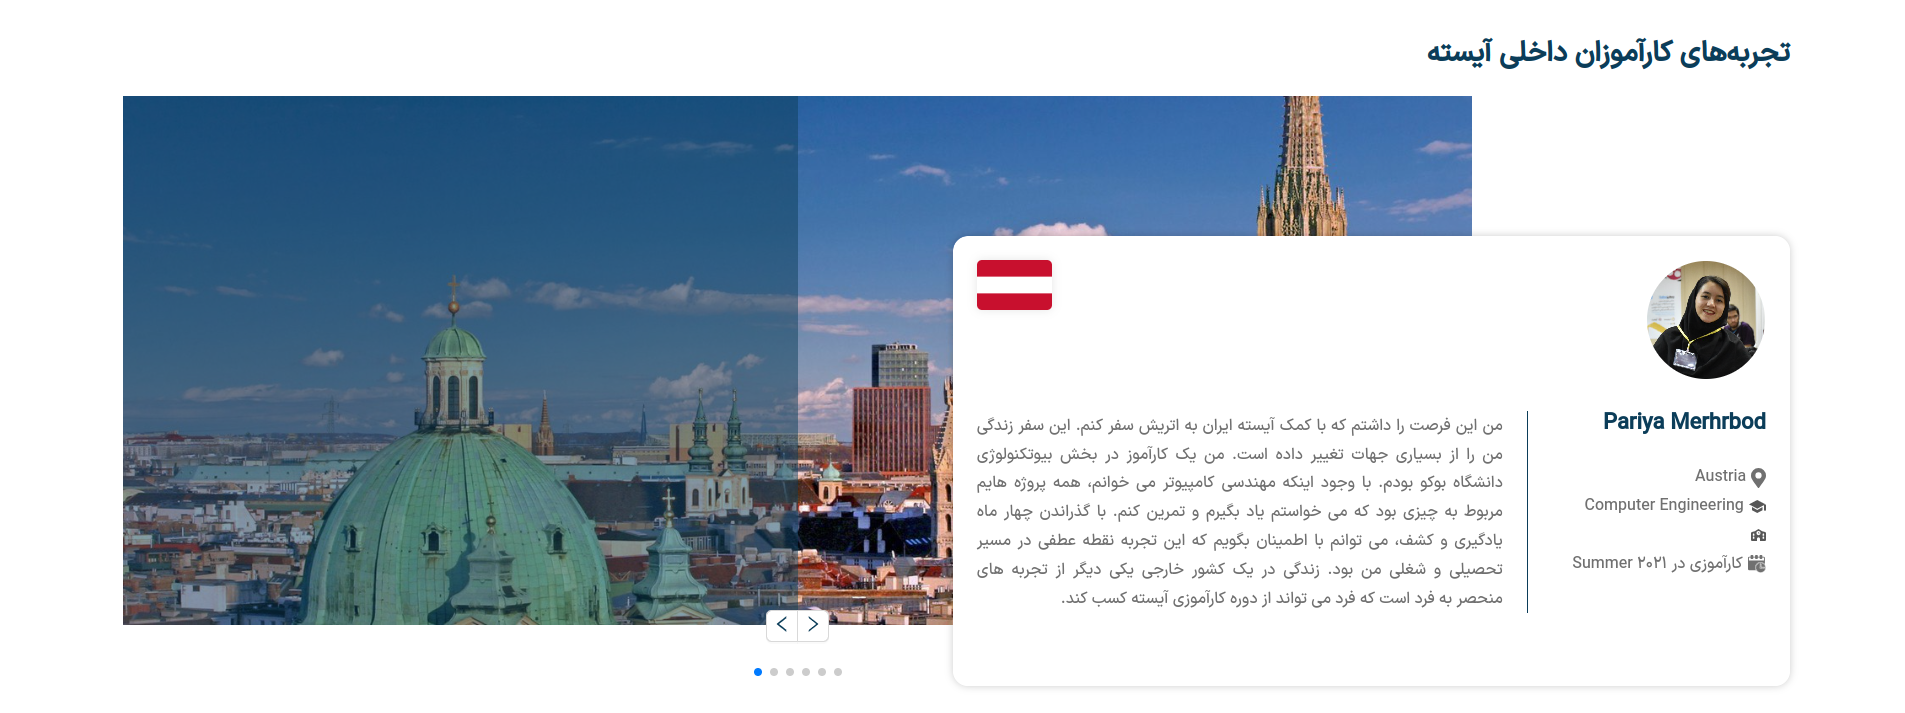 تجربه‌های کارآموزان داخلی آیسته
Pariya Merhrbod
Austria
Computer Engineering
کارآموزی در Summer ۲۰۲۱
من این فرصت را داشتم که با کمک آیسته ایران به اتریش سفر کنم. این سفر زندگی
من را از بسیاری جهات تغییر داده است. من یک کارآموز در بخش بیوتکنولوژی
دانشگاه بوکو بودم. با وجود اینکه مهندسی کامپیوتر می خوانم، همه پروژه هایم
مربوط به چیزی بود که می خواستم یاد بگیرم و تمرین کنم. با گذراندن چهار ماه
یادگیری و کشف، می توانم با اطمینان بگویم که این تجربه نقطه عطفی در مسیر
تحصیلی و شغلی من بود. زندگی در یک کشور خارجی یکی دیگر از تجربه های
منحصر به فرد است که فرد می تواند از دوره کارآموزی آیسته کسب کند.